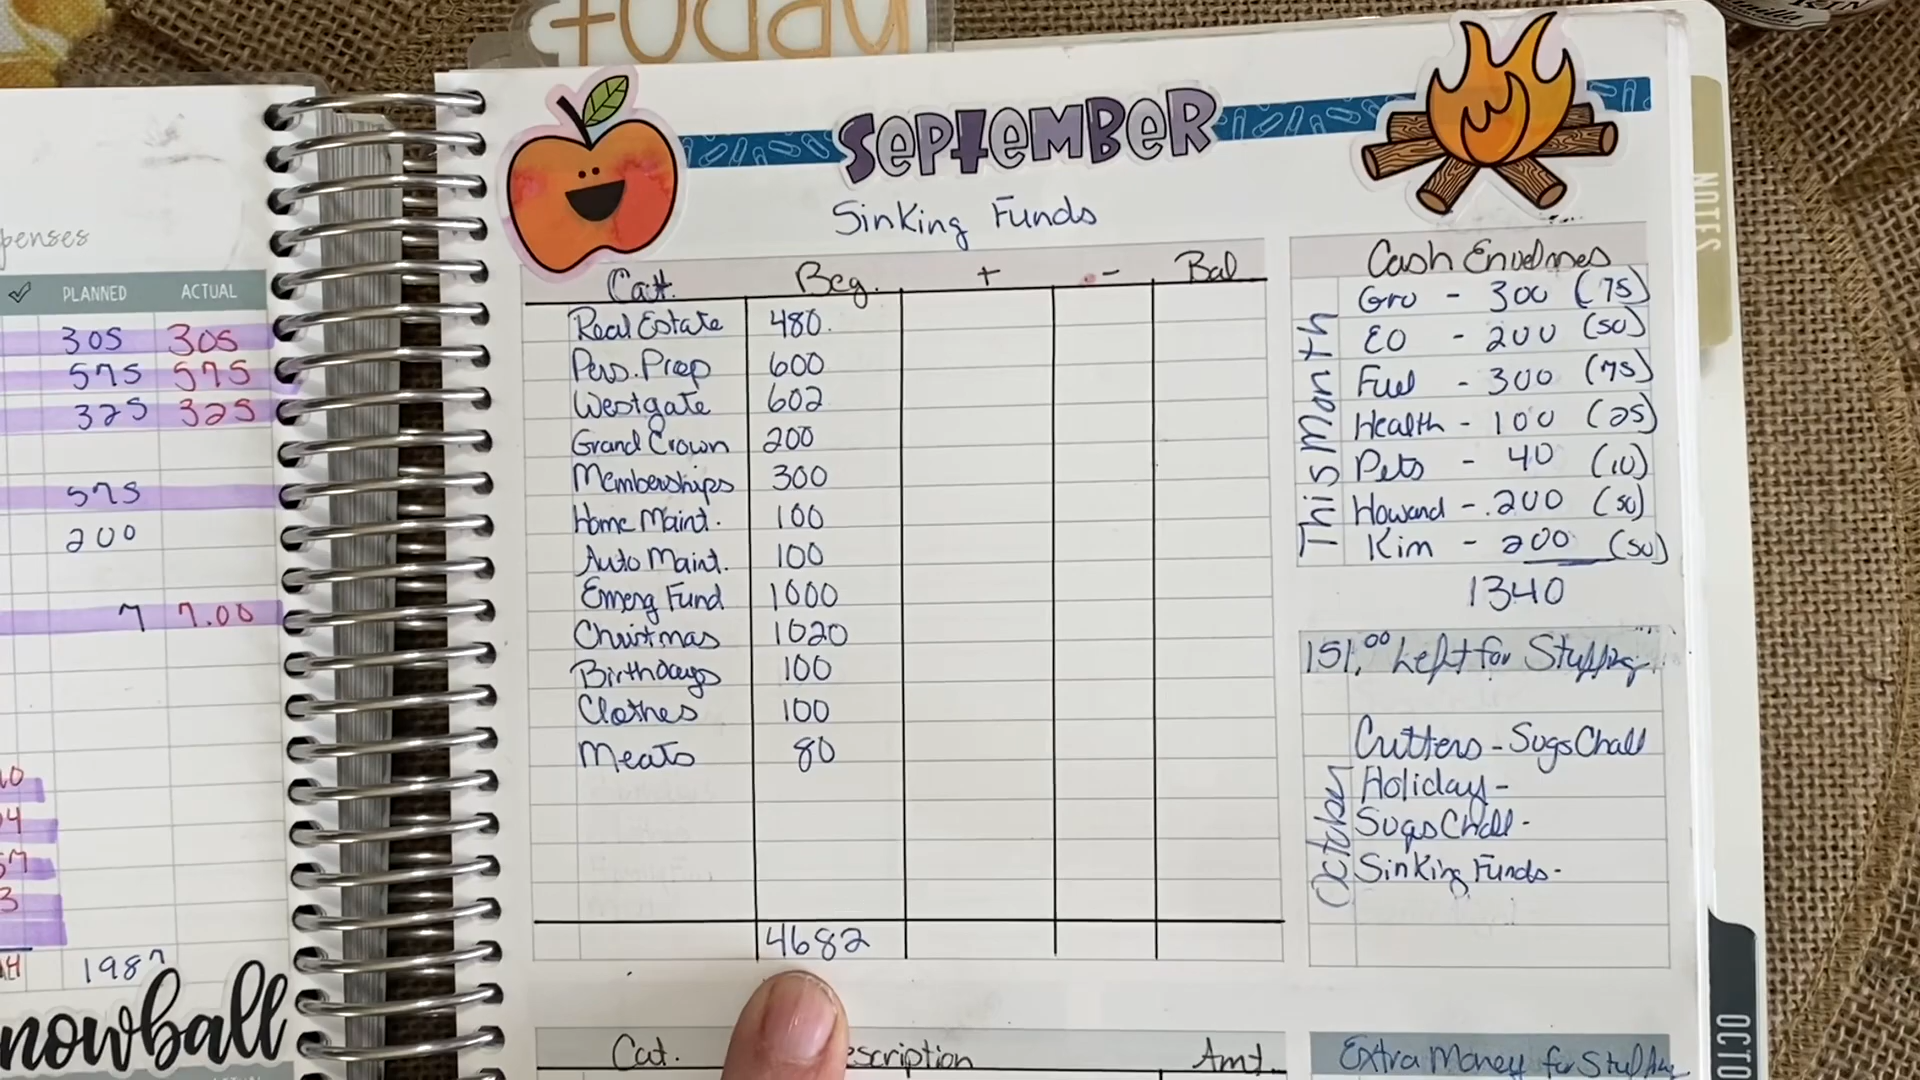 today
penses
✓ PLANNED ACTUAL
305 305
575 575
325 325
575
200
7 7.00
1987
nowball
September
Sinking Funds
Cat. Beg. + - Bal
Real Estate 480.
Pers. Prop 600
Westgate 602
Grand Crown 200
Memberships 300
Home Maint. 100
Auto Maint. 100
Emerg Fund 1000
Christmas 1020
Birthdays 100
Clothes 100
Meats 80
4682
Cat. escription Amt.
Cash Envelopes
This Month
Gro - 300 (75)
EO - 200 (50)
Fuel - 300 (75)
Health - 100 (25)
Pets - 40 (10)
Howard - 200 (50)
Kim - 200 (50)
1340
151.00 Left for Stuffing
October
Cutters - Sugs Chall
Holiday -
Sugs Chall -
Sinking Funds -
Extra Money for Stuffing
NOTES
OCTO